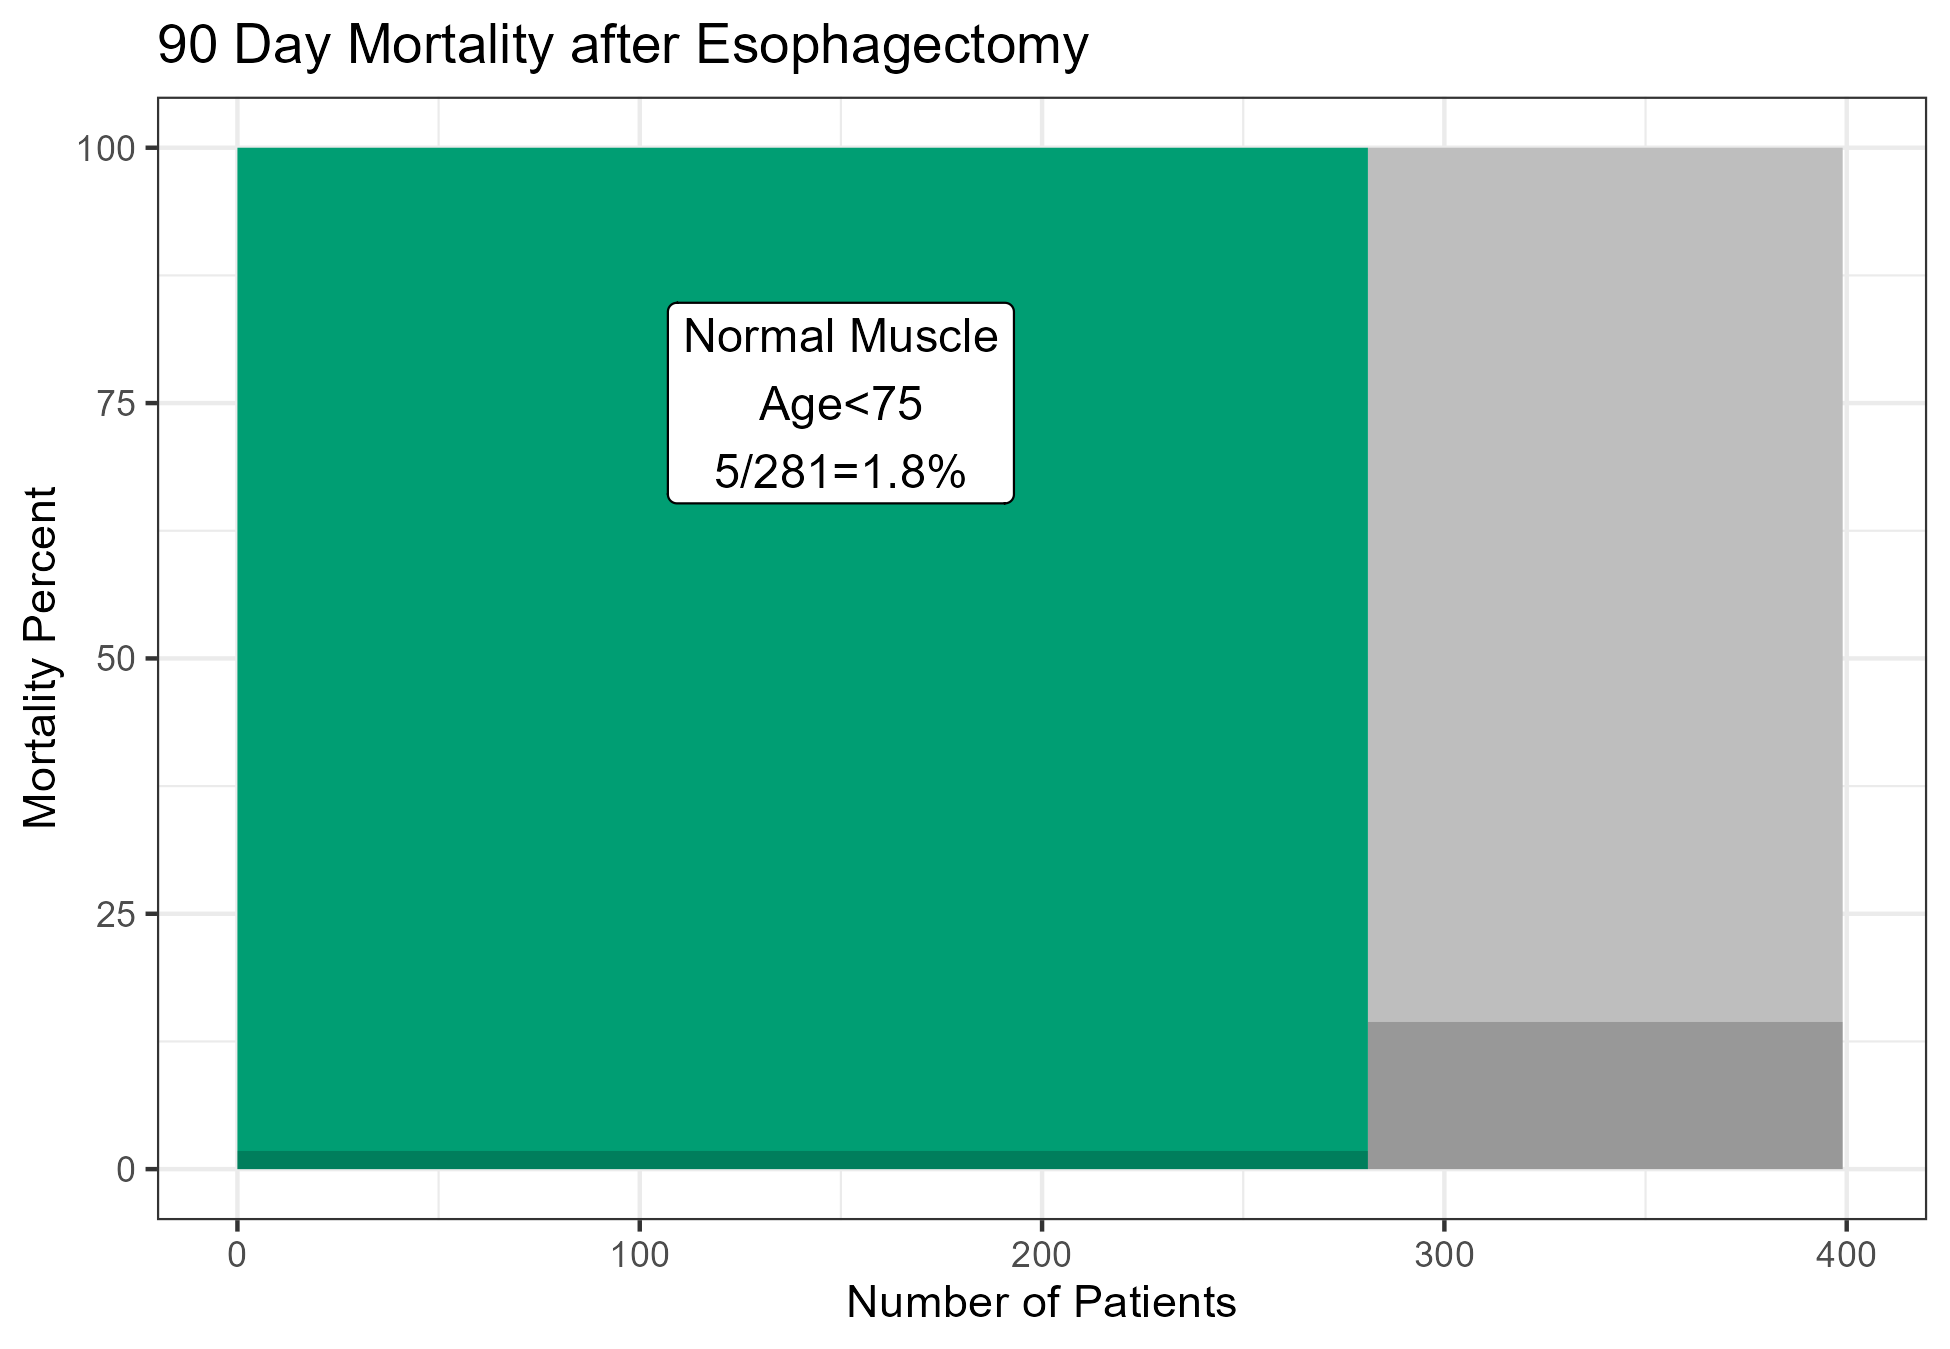 90 Day Mortality after Esophagectomy
100
75
50
25
0
Mortality Percent
Normal Muscle
Age<75
5/281=1.8%
0 100 200 300 400
Number of Patients